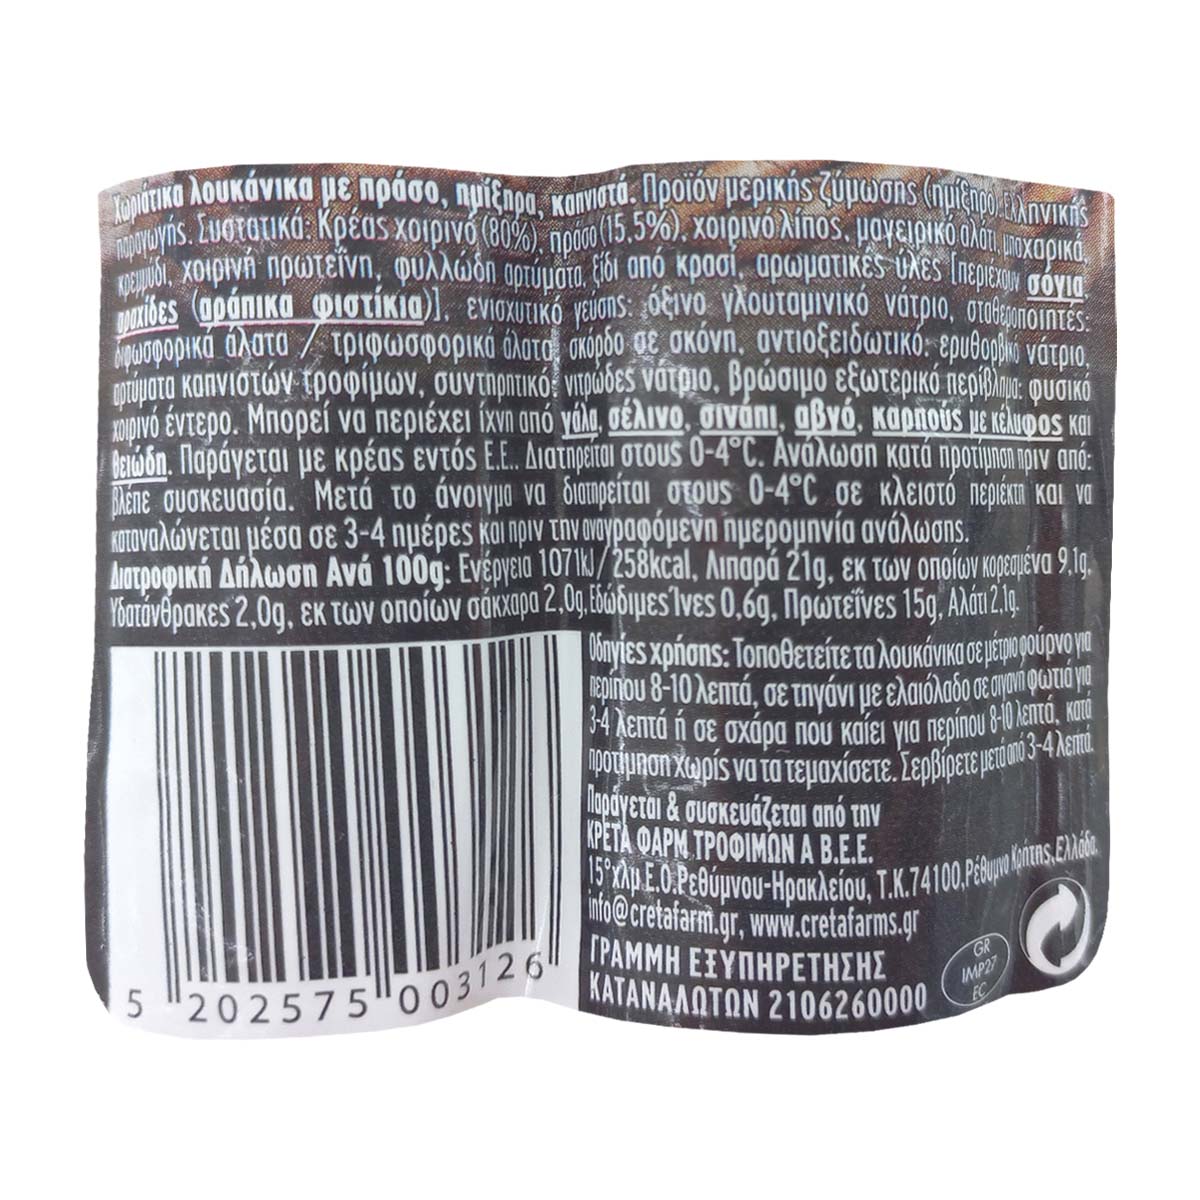 Χωριάτικα λουκάνικα με πράσο, ημίξηρα, καπνιστά. Προϊόν μερικής ζύμωσης (ημίξηρο) Ελληνικής
παραγωγής. Συστατικά: Κρέας χοιρινό (80%), πράσο (15,5%), χοιρινό λίπος, μαγειρικό αλάτι, μπαχαρικά,
κρεμμύδι, χοιρινή πρωτεΐνη, φυλλώδη αρτύματα, ξίδι από κρασί, αρωματικές ύλες [περιέχουν σόγια,
αραχίδες (αράπικα φιστίκια)], ενισχυτικό γεύσης: όξινο γλουταμινικό νάτριο, σταθεροποιητές:
διφωσφορικά άλατα / τριφωσφορικά άλατα, σκόρδο σε σκόνη, αντιοξειδωτικό: ερυθορβικό νάτριο,
αρτύματα καπνιστών τροφίμων, συντηρητικό: νιτρώδες νάτριο, βρώσιμο εξωτερικό περίβλημα: φυσικό
χοιρινό έντερο. Μπορεί να περιέχει ίχνη από γάλα, σέλινο, σινάπι, αβγό, καρπούς με κέλυφος και
θειώδη. Παράγεται με κρέας εντός Ε.Ε.. Διατηρείται στους 0-4°C. Ανάλωση κατά προτίμηση πριν από:
βλέπε συσκευασία. Μετά το άνοιγμα να διατηρείται στους 0-4°C σε κλειστό περιέκτη και να
καταναλώνεται μέσα σε 3-4 ημέρες και πριν την αναγραφόμενη ημερομηνία ανάλωσης.
Διατροφική Δήλωση Ανά 100g: Ενέργεια 1071kJ/258kcal, Λιπαρά 21g, εκ των οποίων κορεσμένα 9,1g,
Υδατάνθρακες 2,0g, εκ των οποίων σάκχαρα 2,0g, Εδώδιμες Ίνες 0,6g, Πρωτεΐνες 15g, Αλάτι 2,1g.
Οδηγίες χρήσης: Τοποθετείτε τα λουκάνικα σε μέτριο φούρνο για
περίπου 8-10 λεπτά, σε τηγάνι με ελαιόλαδο σε σιγανή φωτιά για
3-4 λεπτά ή σε σχάρα που καίει για περίπου 8-10 λεπτά, κατά
προτίμηση χωρίς να τα τεμαχίσετε. Σερβίρετε μετά από 3-4 λεπτά.
Παράγεται & συσκευάζεται από την
ΚΡΕΤΑ ΦΑΡΜ ΤΡΟΦΙΜΩΝ Α Β.Ε.Ε.
15°χλμ Ε.Ο.Ρεθύμνου-Ηρακλείου, Τ.Κ.74100, Ρέθυμνο Κρήτης, Ελλάδα.
info@cretafarm.gr, www.cretafarms.gr
ΓΡΑΜΜΗ ΕΞΥΠΗΡΕΤΗΣΗΣ
ΚΑΤΑΝΑΛΩΤΩΝ 2106260000
GR
IMP27
EC
5 202575 003126